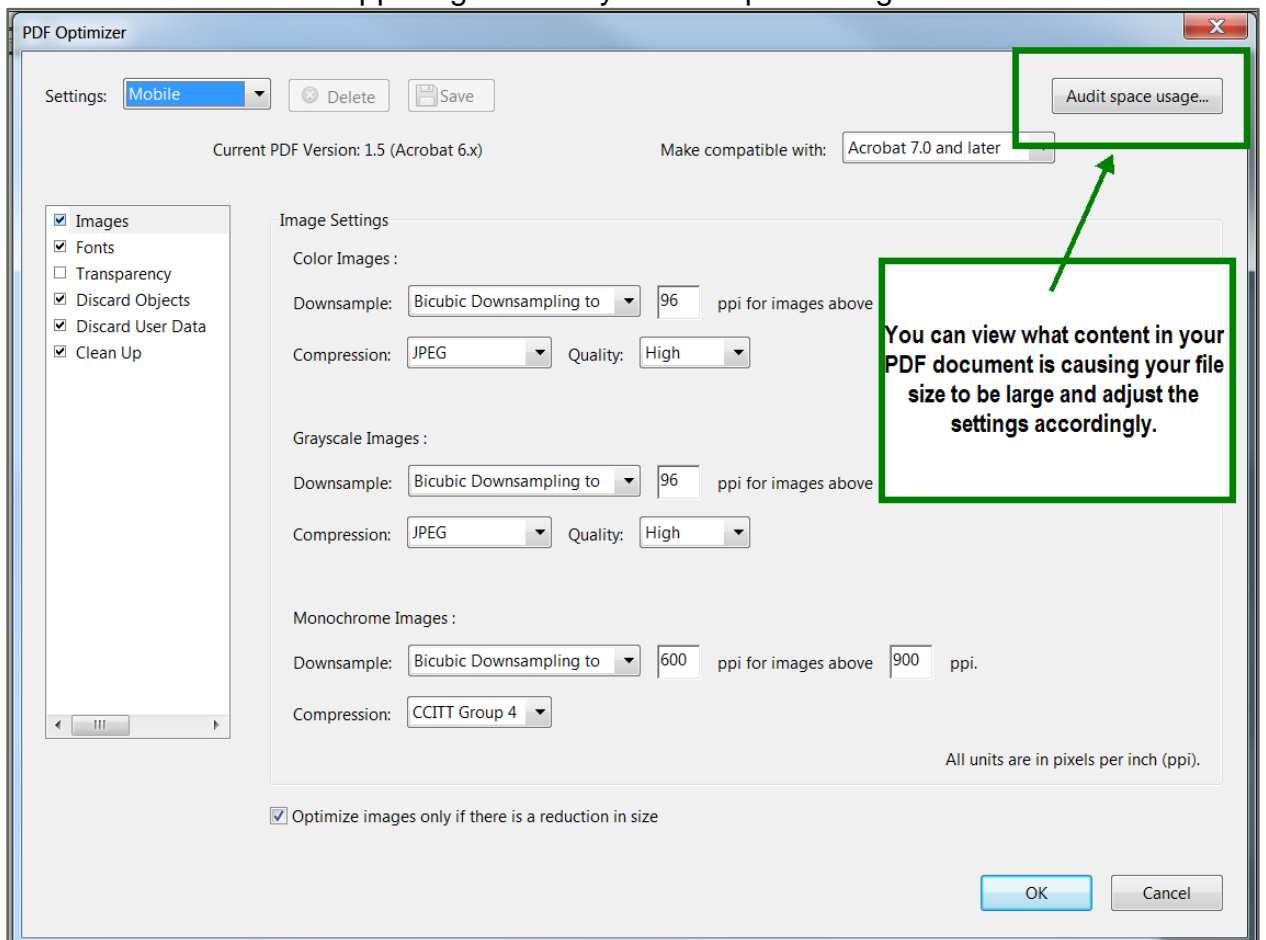 PDF Optimizer
Settings: Mobile Delete Save Audit space usage...
Current PDF Version: 1.5 (Acrobat 6.x) Make compatible with: Acrobat 7.0 and later
Images
Fonts
Transparency
Discard Objects
Discard User Data
Clean Up
Image Settings
Color Images :
Downsample: Bicubic Downsampling to 96 ppi for images above
Compression: JPEG Quality: High
You can view what content in your
PDF document is causing your file
size to be large and adjust the
settings accordingly.
Grayscale Images :
Downsample: Bicubic Downsampling to 96 ppi for images above
Compression: JPEG Quality: High
Monochrome Images :
Downsample: Bicubic Downsampling to 600 ppi for images above 900 ppi.
Compression: CCITT Group 4
All units are in pixels per inch (ppi).
Optimize images only if there is a reduction in size
OK Cancel